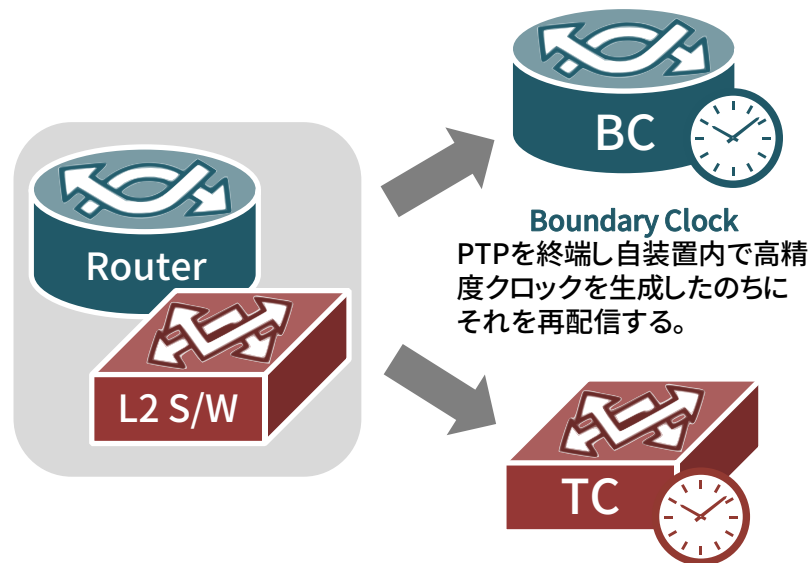 BC
Router
L2 S/W
Boundary Clock
PTPを終端し自装置内で高精
度クロックを生成したのちに
それを再配信する。
TC